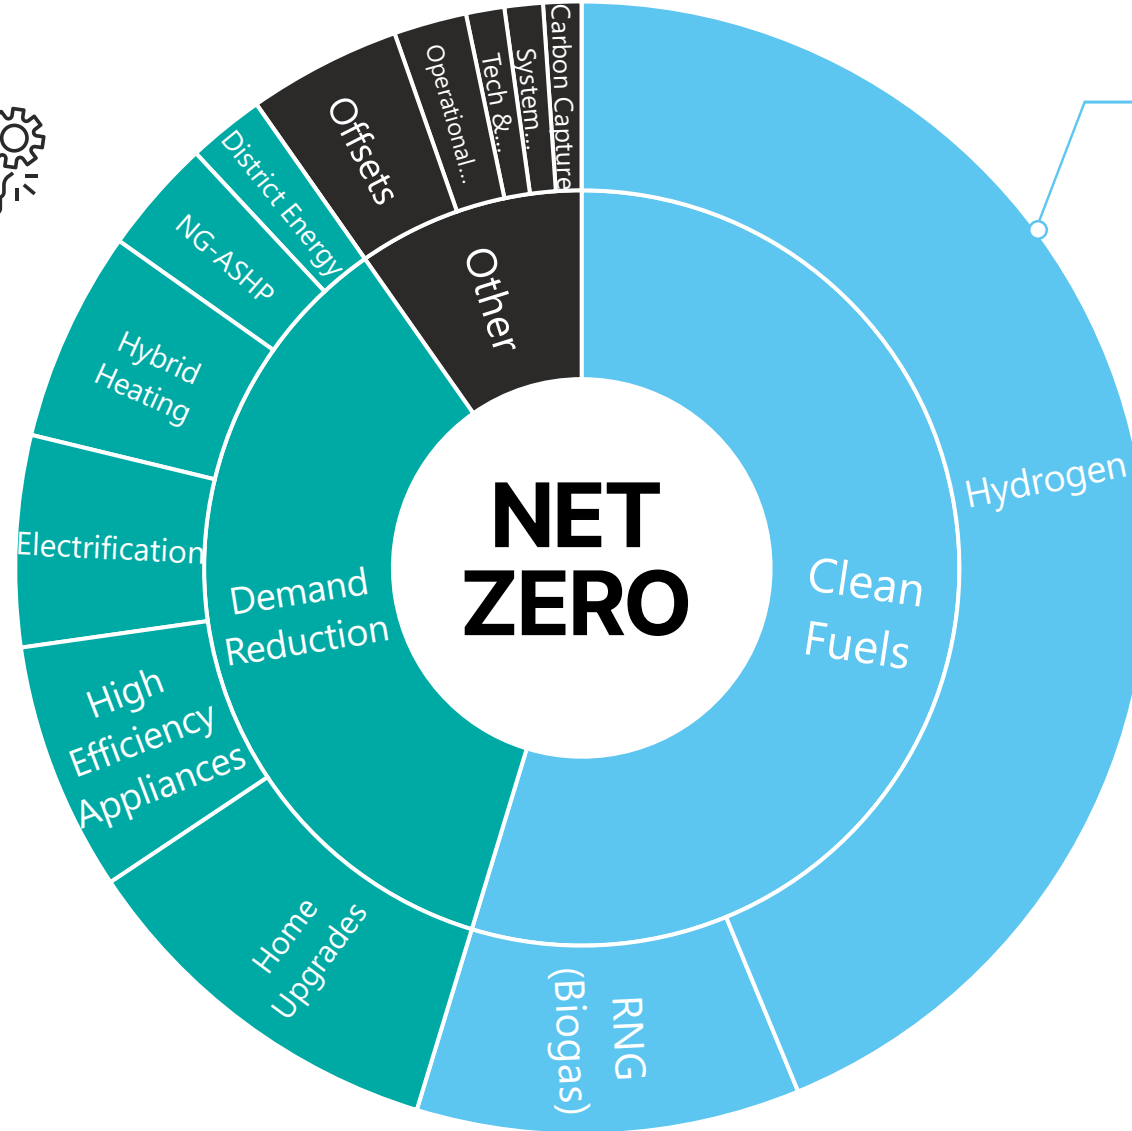 NET
ZERO
Clean
Fuels
Hydrogen
RNG
(Biogas)
Demand
Reduction
Home
Upgrades
High
Efficiency
Appliances
Electrification
Hybrid
Heating
NG-ASHP
District Energy
Other
Offsets
Operational...
Tech &...
System...
Carbon Capture